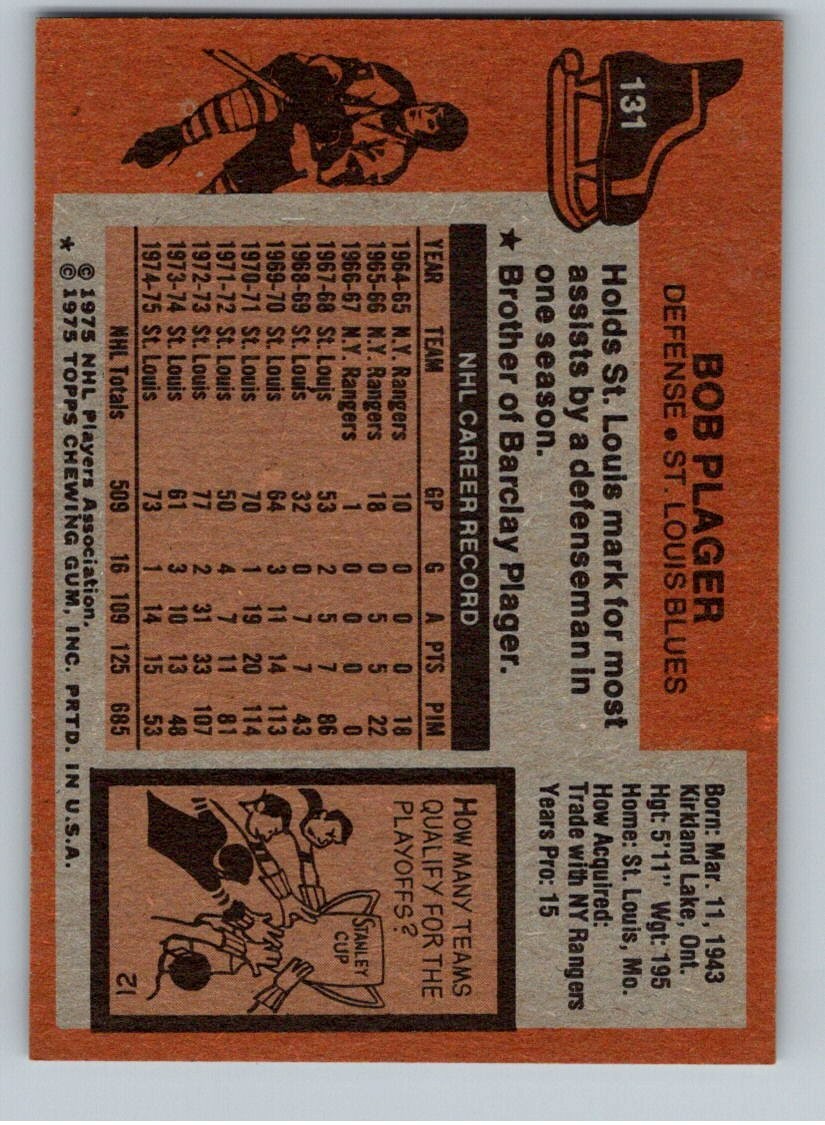 131
BOB PLAGER
DEFENSE • ST. LOUIS BLUES
Born: Mar. 11, 1943
Kirkland Lake, Ont.
Hgt: 5'11" Wgt: 195
Home: St. Louis, Mo.
How Acquired:
Trade with NY Rangers
Years Pro: 15
Holds St. Louis mark for most
assists by a defenseman in
one season.
★ Brother of Barclay Plager.
NHL CAREER RECORD
YEAR TEAM GP G A PTS PIM
1964-65 N.Y. Rangers 10 0 0 0 18
1965-66 N.Y. Rangers 18 0 5 5 22
1966-67 N.Y. Rangers 1 0 0 0 0
1967-68 St. Louis 53 2 5 7 86
1968-69 St. Louis 32 0 7 7 43
1969-70 St. Louis 64 3 11 14 113
1970-71 St. Louis 70 1 19 20 114
1971-72 St. Louis 50 4 7 11 81
1972-73 St. Louis 77 2 31 33 107
1973-74 St. Louis 61 3 10 13 48
1974-75 St. Louis 73 1 14 15 53
NHL Totals 509 16 109 125 685
HOW MANY TEAMS
QUALIFY FOR THE
PLAYOFFS?
STANLEY
CUP
12
© 1975 NHL Players Association.
* © 1975 TOPPS CHEWING GUM, INC. PRTD. IN U.S.A.